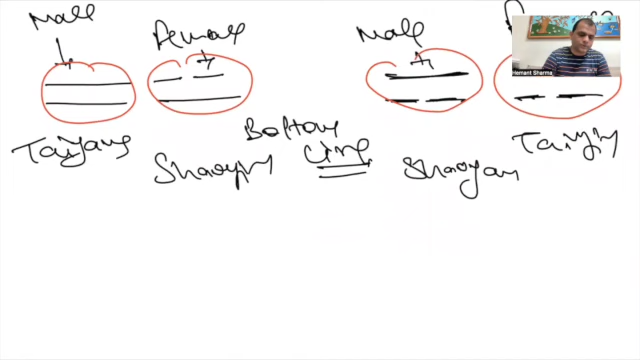 Male Female Male
Hemant Sharma
Taiyang Shaoyin Bottom Line Shaoyan Taiyin